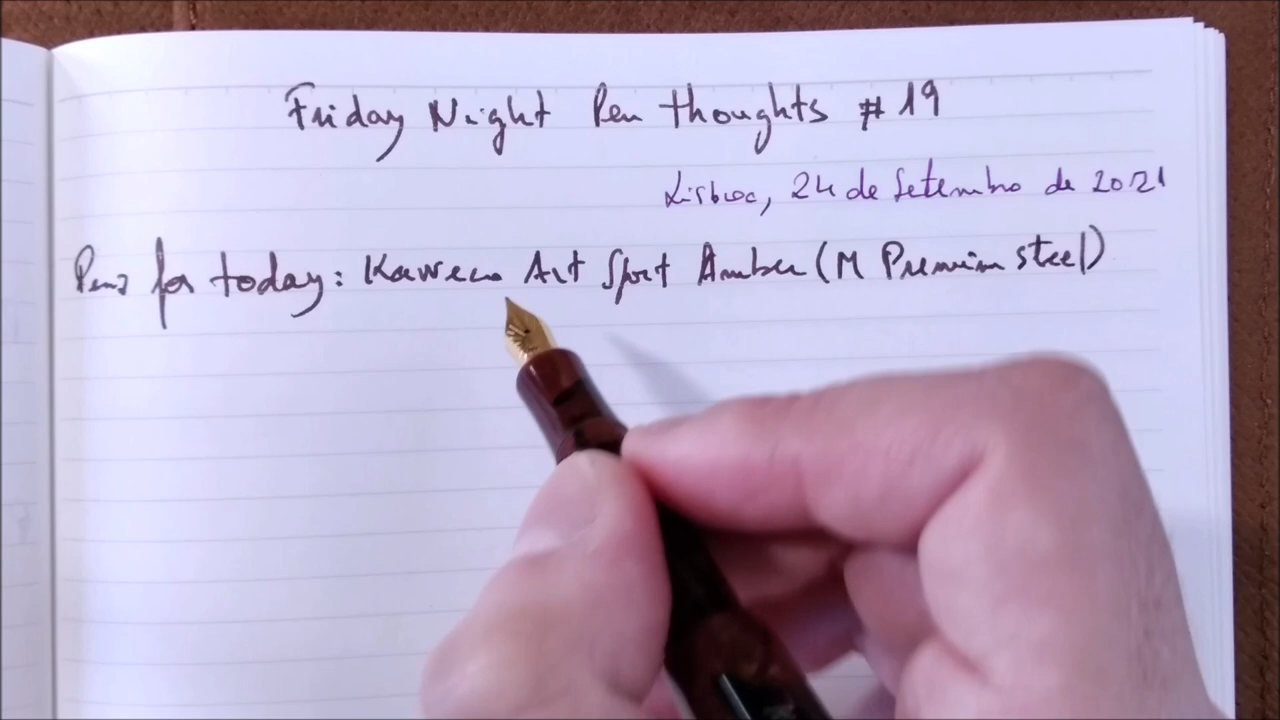 Friday Night Pen thoughts #19
Lisboa, 24 de Setembro de 2021
Pens for today: Kaweco Art Sport Amber (M Premium steel)